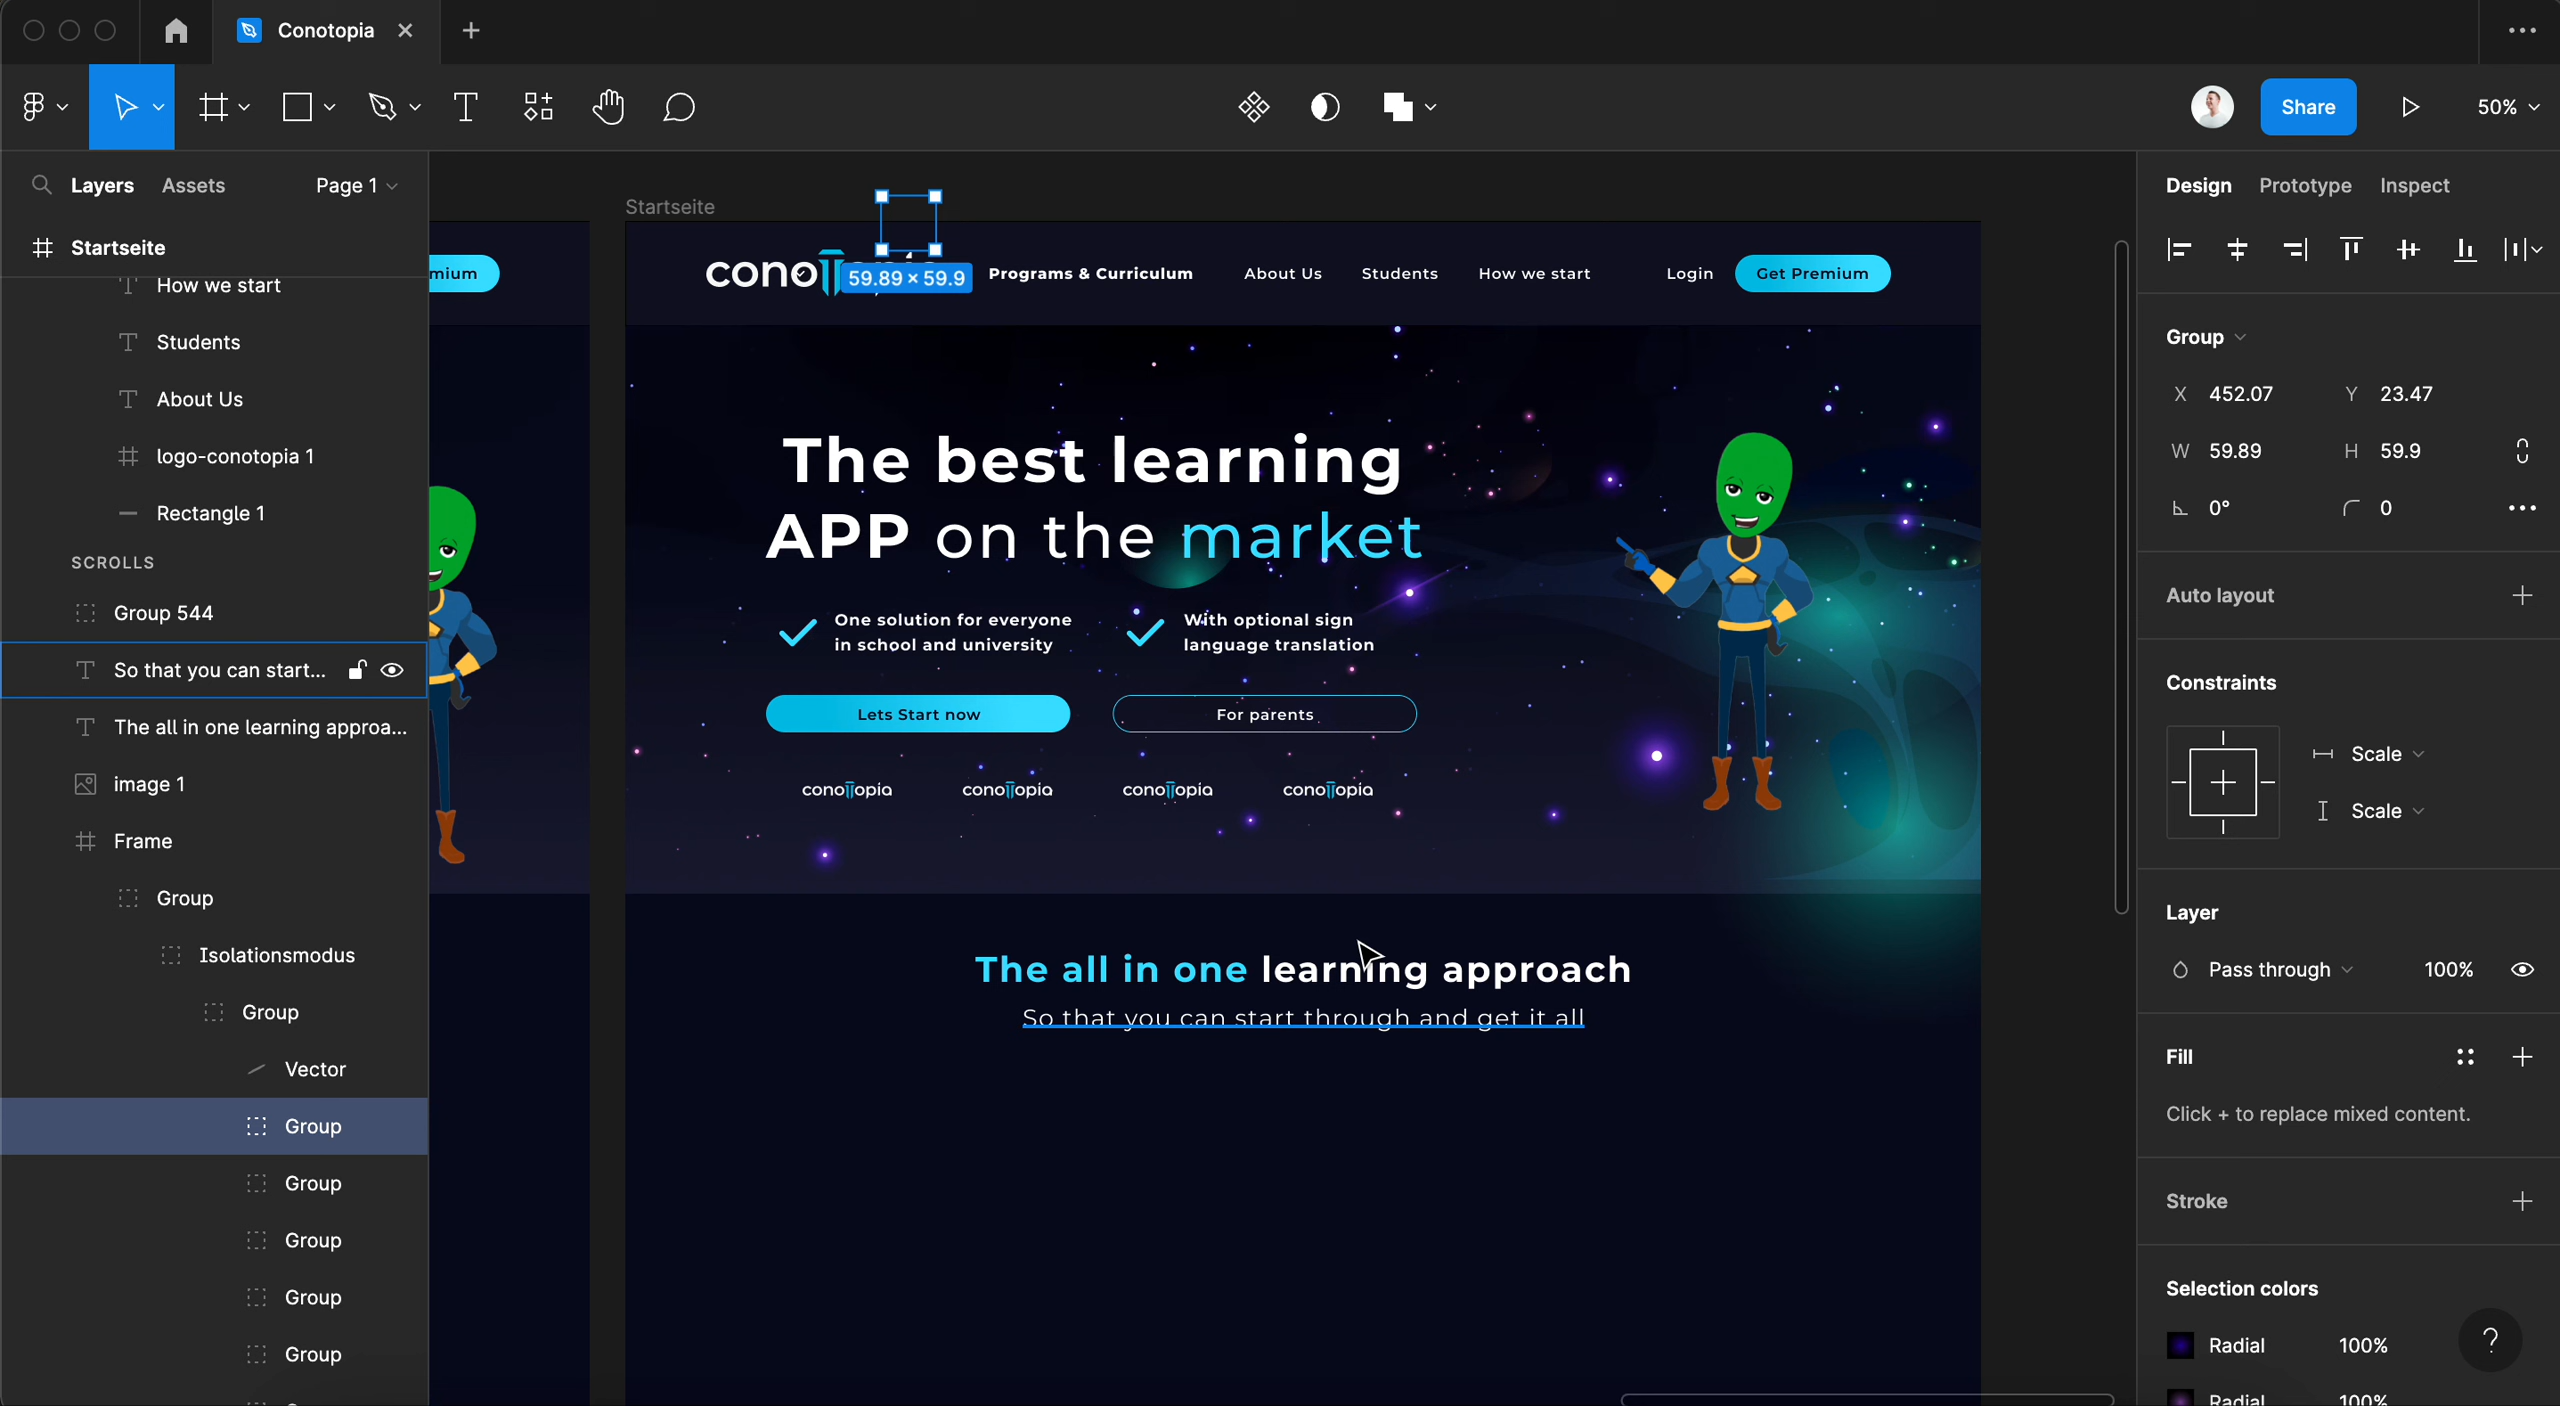 Conotopia
Share
50%
Layers
Assets
Page 1
Startseite
How we start
Students
About Us
logo-conotopia 1
Rectangle 1
SCROLLS
Group 544
So that you can start...
The all in one learning approa...
image 1
Frame
Group
Isolationsmodus
Group
Vector
Group
Group
Group
Group
Group
mium
Startseite
59.89 × 59.9
Programs & Curriculum
About Us
Students
How we start
Login
Get Premium
The best learning
APP on the market
One solution for everyone
in school and university
With optional sign
language translation
Lets Start now
For parents
conotopia
conotopia
conotopia
conotopia
The all in one learning approach
So that you can start through and get it all
Design
Prototype
Inspect
Group
X 452.07
Y 23.47
W 59.89
H 59.9
0°
0
Auto layout
Constraints
Scale
Scale
Layer
Pass through
100%
Fill
Click + to replace mixed content.
Stroke
Selection colors
Radial
100%
Radial
100%
?